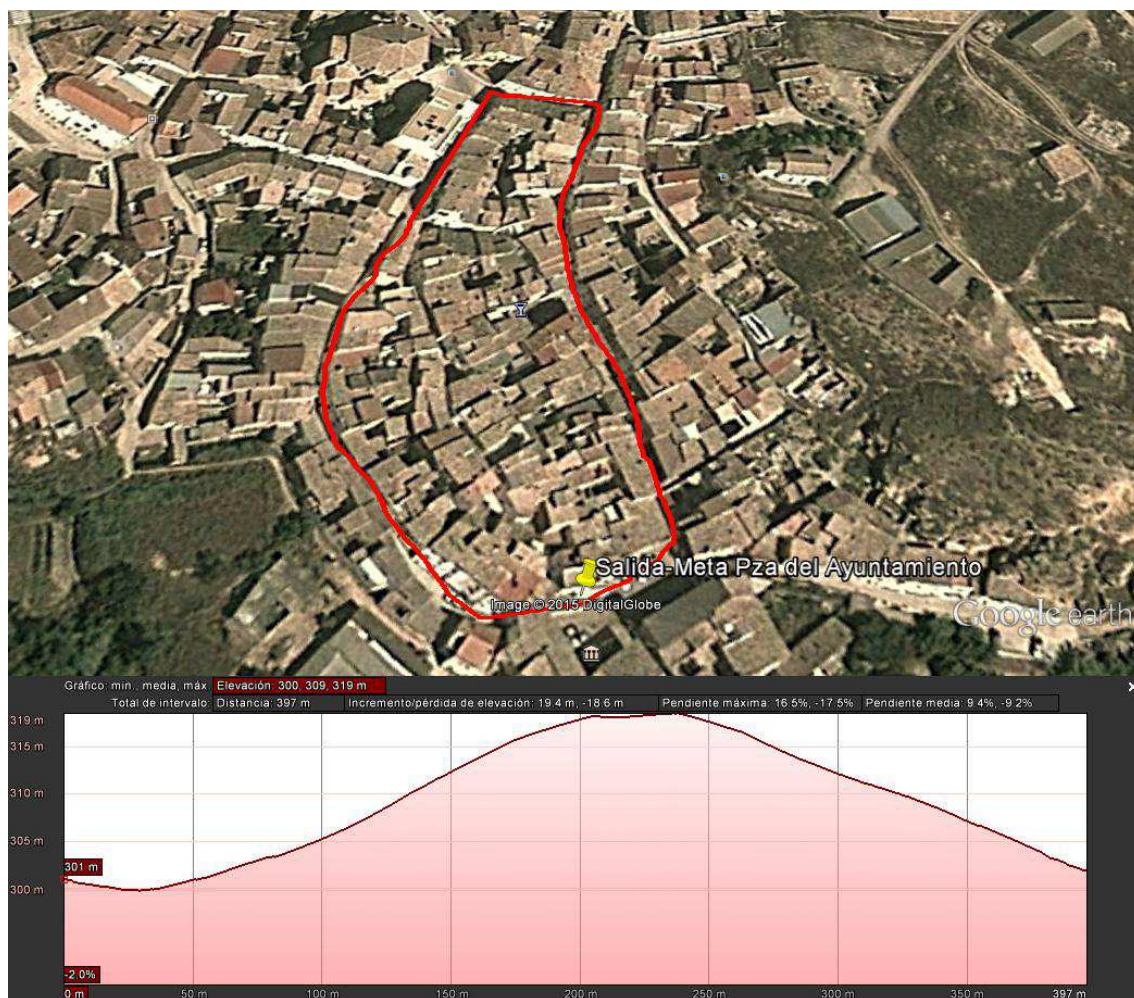 Salida-Meta Pza del Ayuntamiento
Image © 2015 DigitalGlobe
Google earth
Gráfico: min., media, máx. Elevación: 300, 309, 319 m
Total de intervalo: Distancia: 397 m Incremento/pérdida de elevación: 19.4 m, -18.6 m Pendiente máxima: 16.5%, -17.5% Pendiente media: 9.4%, -9.2%
319 m
315 m
310 m
305 m
301 m
300 m
-2.0%
0 m 50 m 100 m 150 m 200 m 250 m 300 m 350 m 397 m